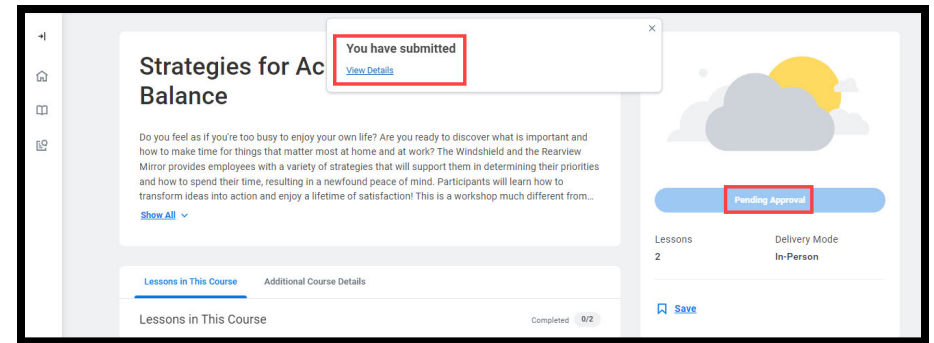 You have submitted
View Details
Strategies for Ac
Balance
Do you feel as if you're too busy to enjoy your own life? Are you ready to discover what is important and
how to make time for things that matter most at home and at work? The Windshield and the Rearview
Mirror provides employees with a variety of strategies that will support them in determining their priorities
and how to spend their time, resulting in a newfound peace of mind. Participants will learn how to
transform ideas into action and enjoy a lifetime of satisfaction! This is a workshop much different from…
Show All
Pending Approval
Lessons
2
Delivery Mode
In-Person
Save
Lessons in This Course
Additional Course Details
Lessons in This Course
Completed 0/2